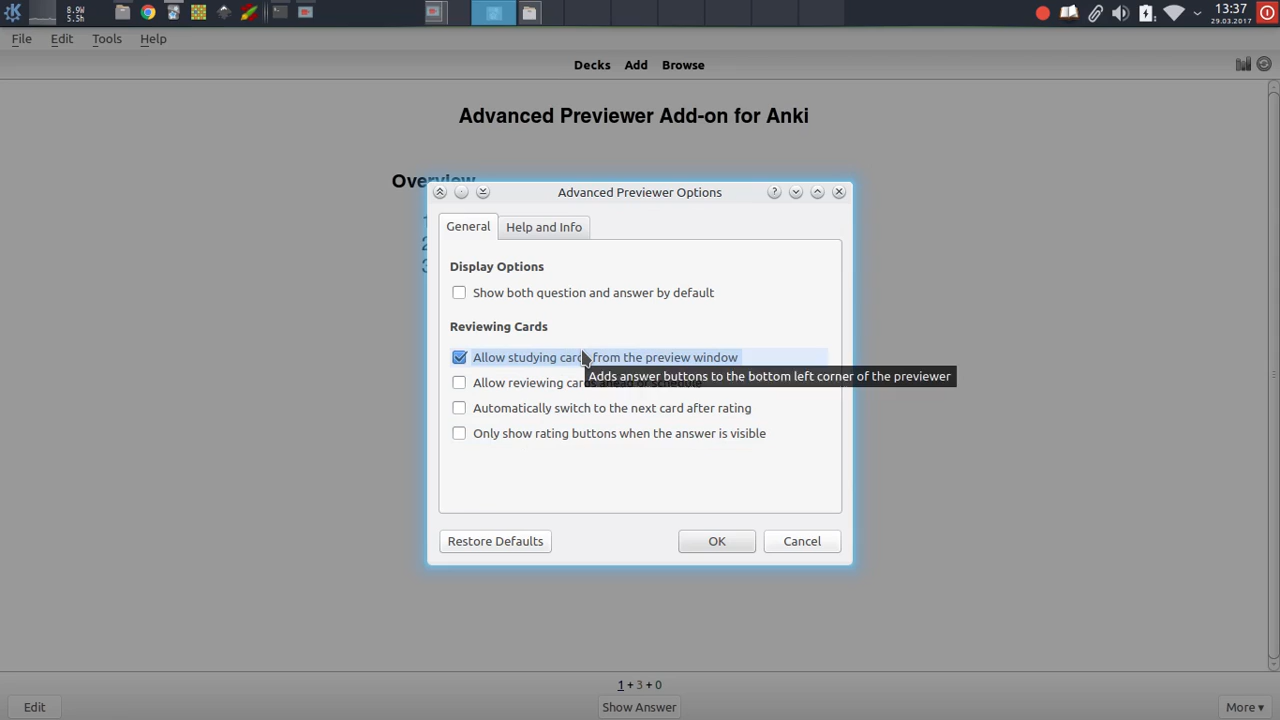 8.9W
5.5h
13:37
29.03.2017
File Edit Tools Help
Decks Add Browse
Advanced Previewer Add-on for Anki
Overview
Advanced Previewer Options
General Help and Info
Display Options
Show both question and answer by default
Reviewing Cards
Allow studying cards from the preview window
Adds answer buttons to the bottom left corner of the previewer
Allow reviewing cards ahead of schedule
Automatically switch to the next card after rating
Only show rating buttons when the answer is visible
Restore Defaults OK Cancel
1 + 3 + 0
Edit Show Answer More ▾